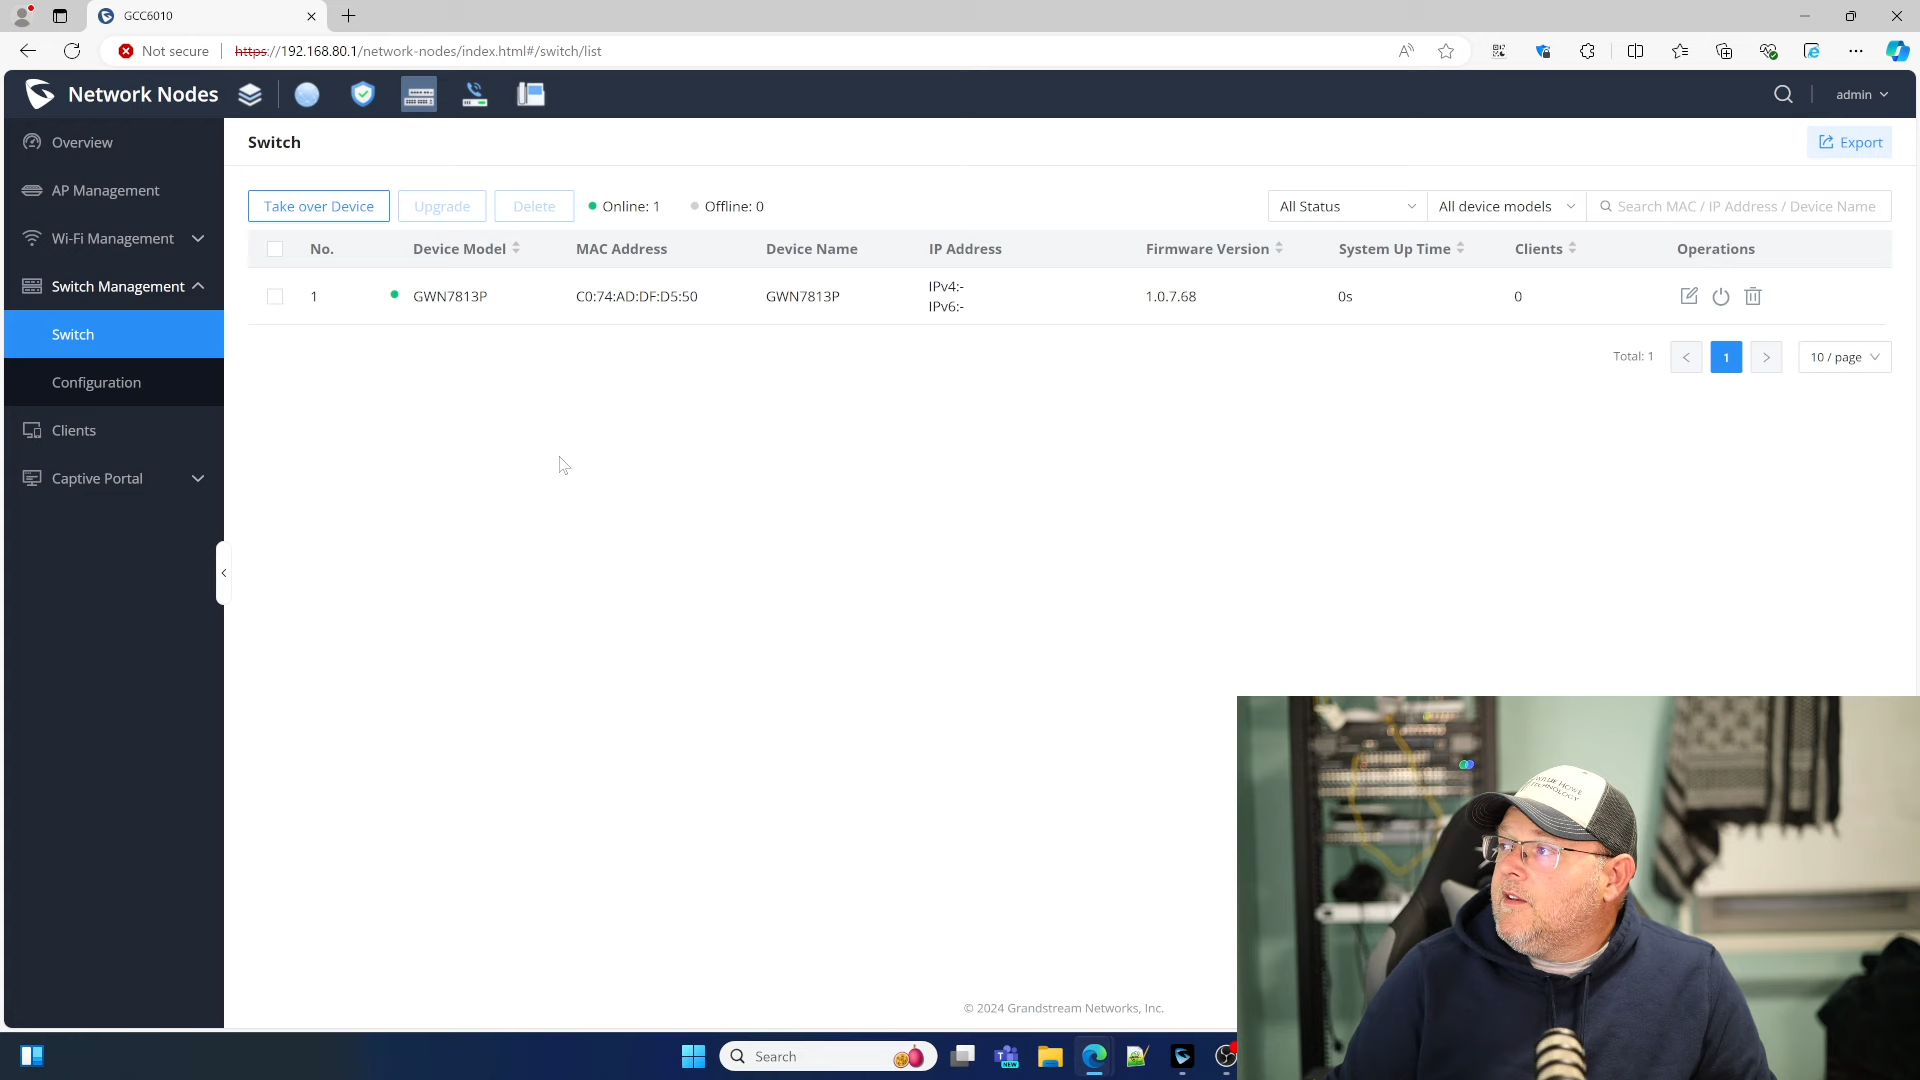 GCC6010
Not secure https://192.168.80.1/network-nodes/index.html#/switch/list
Network Nodes
admin
Overview
AP Management
Wi-Fi Management
Switch Management
Switch
Configuration
Clients
Captive Portal
Switch
Export
Take over Device Upgrade Delete Online: 1 Offline: 0
All Status All device models Search MAC / IP Address / Device Name
No. Device Model MAC Address Device Name IP Address Firmware Version System Up Time Clients Operations
1 GWN7813P C0:74:AD:DF:D5:50 GWN7813P IPv4:- 1.0.7.68 0s 0
IPv6:-
Total: 1 < 1 > 10 / page
© 2024 Grandstream Networks, Inc.
Search
NEW
HOWE
TECHNOLOGY